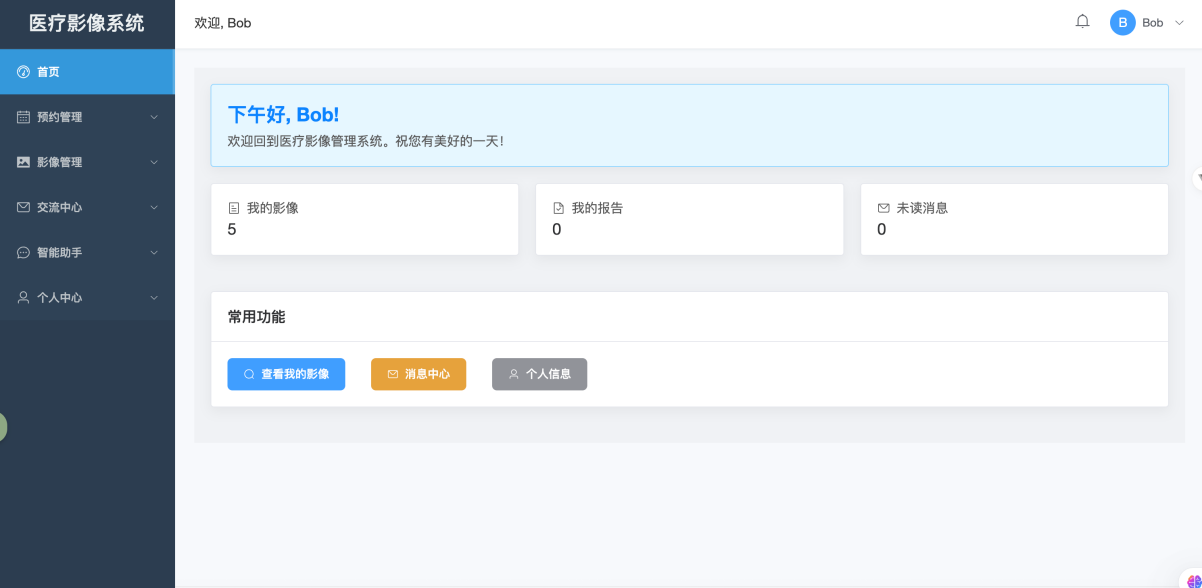 医疗影像系统
欢迎, Bob
B Bob
首页
预约管理
影像管理
交流中心
智能助手
个人中心
下午好, Bob!
欢迎回到医疗影像管理系统。祝您有美好的一天!
我的影像
5
我的报告
0
未读消息
0
常用功能
查看我的影像
消息中心
个人信息